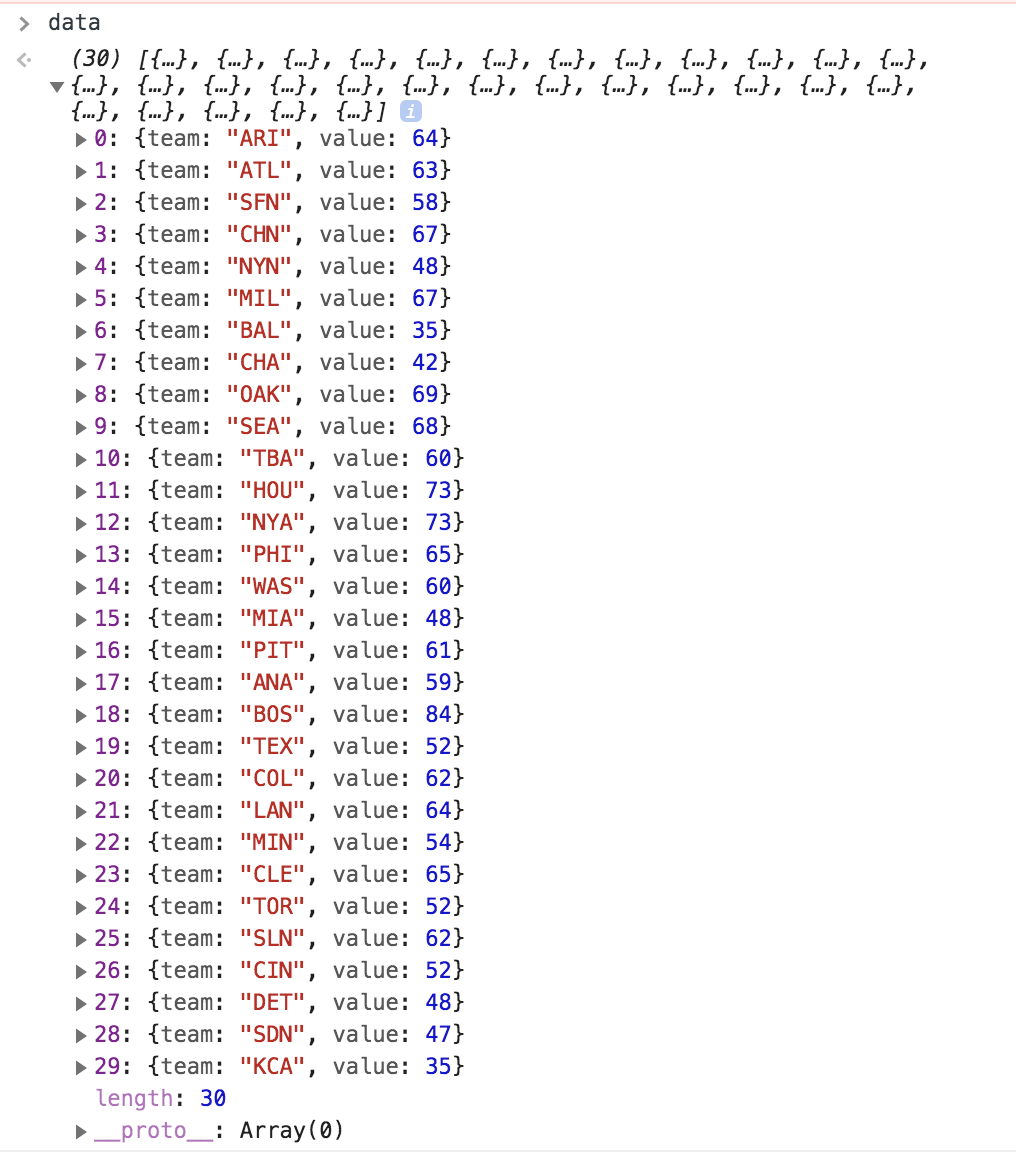 > data
(30) [{…}, {…}, {…}, {…}, {…}, {…}, {…}, {…}, {…}, {…}, {…}, {…},
{…}, {…}, {…}, {…}, {…}, {…}, {…}, {…}, {…}, {…}, {…}, {…}, {…},
{…}, {…}, {…}, {…}, {…}] i
0: {team: "ARI", value: 64}
1: {team: "ATL", value: 63}
2: {team: "SFN", value: 58}
3: {team: "CHN", value: 67}
4: {team: "NYN", value: 48}
5: {team: "MIL", value: 67}
6: {team: "BAL", value: 35}
7: {team: "CHA", value: 42}
8: {team: "OAK", value: 69}
9: {team: "SEA", value: 68}
10: {team: "TBA", value: 60}
11: {team: "HOU", value: 73}
12: {team: "NYA", value: 73}
13: {team: "PHI", value: 65}
14: {team: "WAS", value: 60}
15: {team: "MIA", value: 48}
16: {team: "PIT", value: 61}
17: {team: "ANA", value: 59}
18: {team: "BOS", value: 84}
19: {team: "TEX", value: 52}
20: {team: "COL", value: 62}
21: {team: "LAN", value: 64}
22: {team: "MIN", value: 54}
23: {team: "CLE", value: 65}
24: {team: "TOR", value: 52}
25: {team: "SLN", value: 62}
26: {team: "CIN", value: 52}
27: {team: "DET", value: 48}
28: {team: "SDN", value: 47}
29: {team: "KCA", value: 35}
length: 30
__proto__: Array(0)